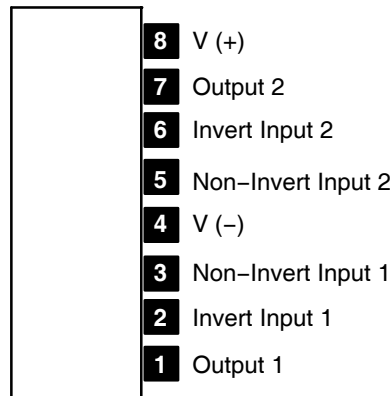 8 V (+)
7 Output 2
6 Invert Input 2
5 Non−Invert Input 2
4 V (−)
3 Non−Invert Input 1
2 Invert Input 1
1 Output 1